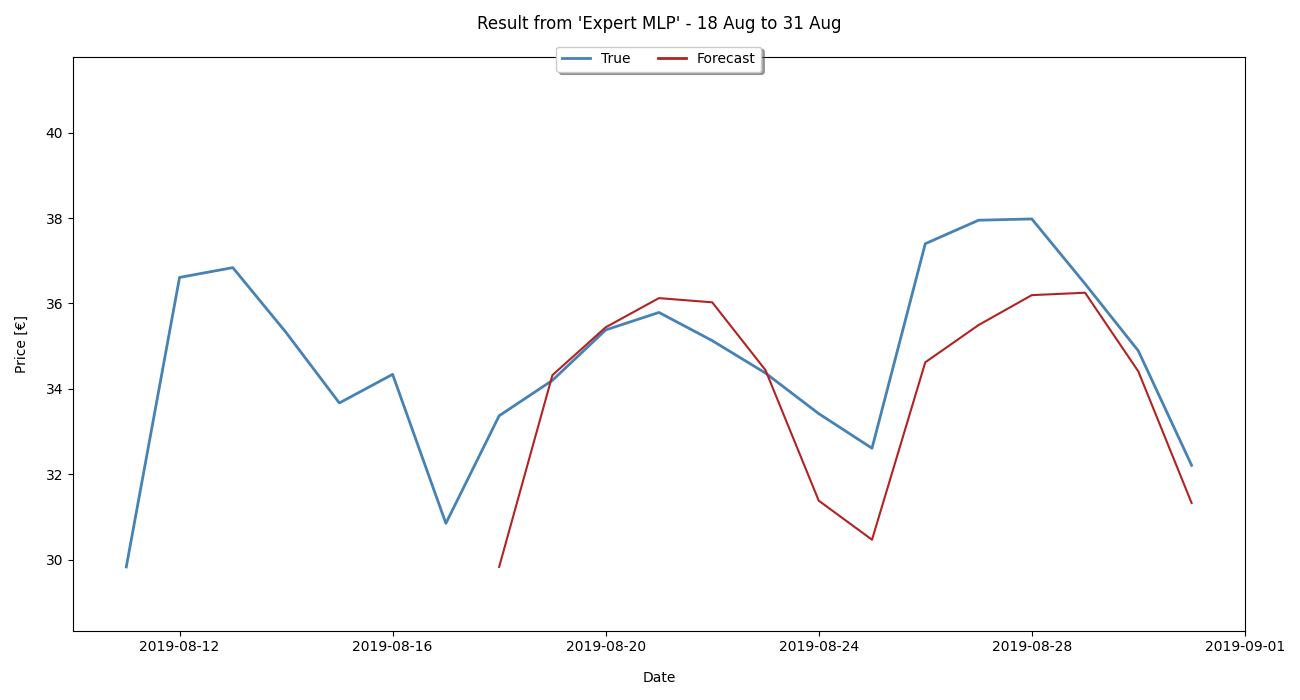 Result from 'Expert MLP' - 18 Aug to 31 Aug
True Forecast
40
38
36
34
32
30
Price [€]
2019-08-12 2019-08-16 2019-08-20 2019-08-24 2019-08-28 2019-09-01
Date